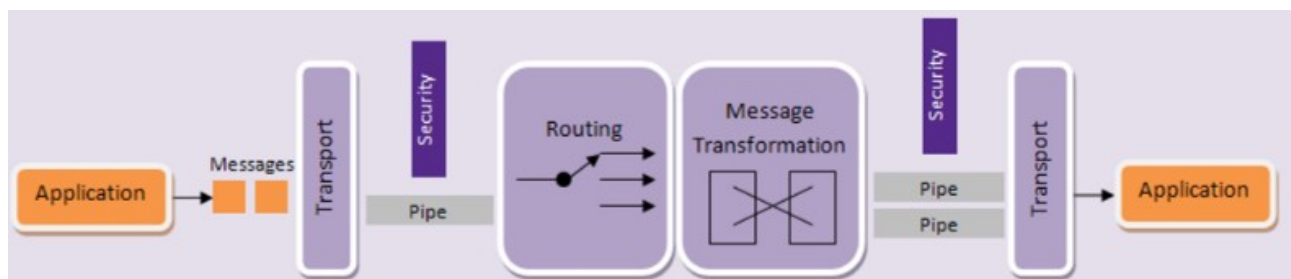 Application
Messages
Transport
Security
Pipe
Routing
Message
Transformation
Security
Pipe
Pipe
Transport
Application